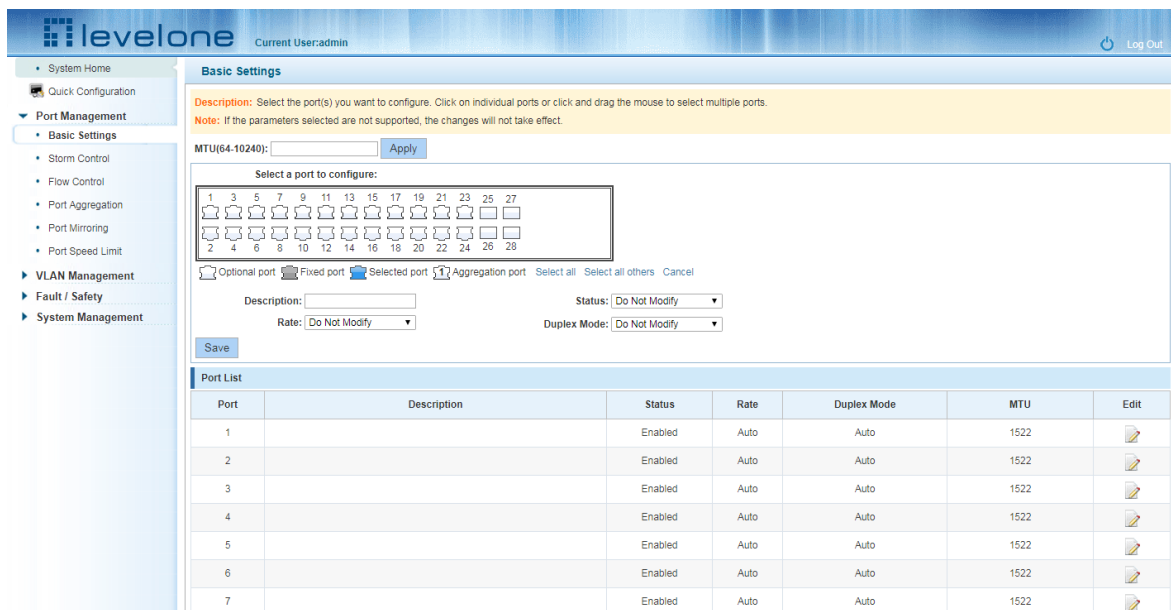 levelone Current User:admin Log Out
System Home
Quick Configuration
Port Management
Basic Settings
Storm Control
Flow Control
Port Aggregation
Port Mirroring
Port Speed Limit
VLAN Management
Fault / Safety
System Management
Basic Settings
Description: Select the port(s) you want to configure. Click on individual ports or click and drag the mouse to select multiple ports.
Note: If the parameters selected are not supported, the changes will not take effect.
MTU(64-10240): Apply
Select a port to configure:
1 3 5 7 9 11 13 15 17 19 21 23 25 27
2 4 6 8 10 12 14 16 18 20 22 24 26 28
Optional port Fixed port Selected port 1 Aggregation port Select all Select all others Cancel
Description: Status: Do Not Modify
Rate: Do Not Modify Duplex Mode: Do Not Modify
Save
Port List
Port Description Status Rate Duplex Mode MTU Edit
1 Enabled Auto Auto 1522
2 Enabled Auto Auto 1522
3 Enabled Auto Auto 1522
4 Enabled Auto Auto 1522
5 Enabled Auto Auto 1522
6 Enabled Auto Auto 1522
7 Enabled Auto Auto 1522